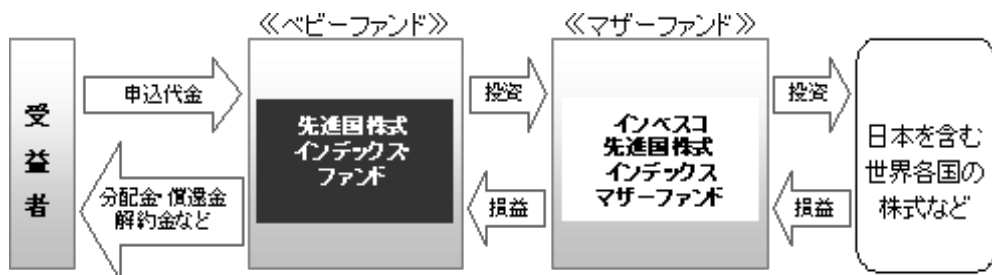 ≪ベビーファンド≫
≪マザーファンド≫
受益者
申込代金
分配金・償還金
解約金など
先進国株式
インデックス・
ファンド
投資
損益
インベスコ
先進国株式
インデックス
マザーファンド
投資
損益
日本を含む
世界各国の
株式など